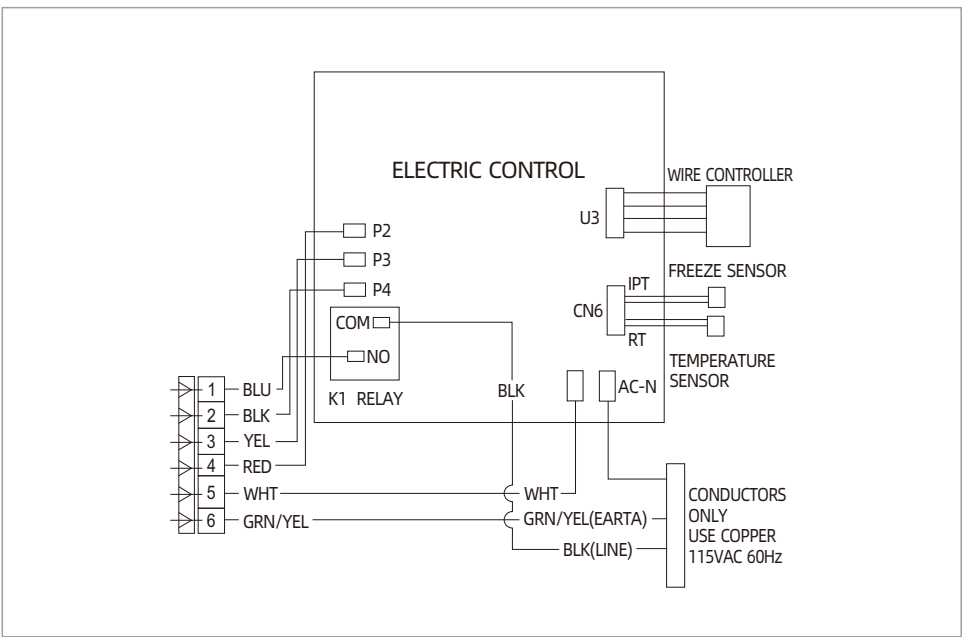 ELECTRIC CONTROL
WIRE CONTROLLER
U3
P2
P3
P4
FREEZE SENSOR
IPT
CN6
RT
TEMPERATURE
SENSOR
COM
NO
K1 RELAY
BLK
AC-N
1 BLU
2 BLK
3 YEL
4 RED
5 WHT
WHT
6 GRN/YEL
GRN/YEL(EARTA)
BLK(LINE)
CONDUCTORS
ONLY
USE COPPER
115VAC 60Hz